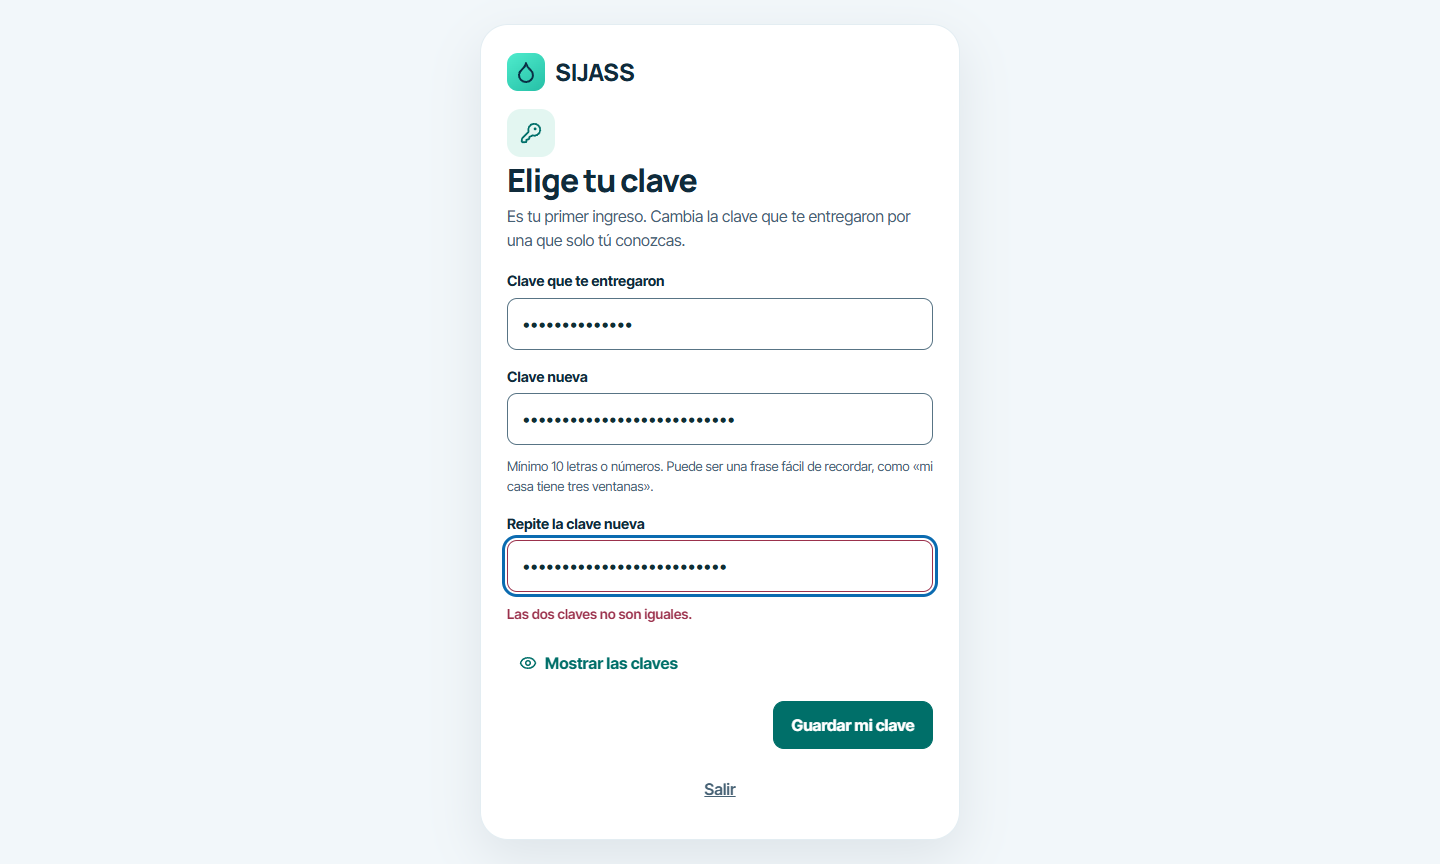 SIJASS
Elige tu clave
Es tu primer ingreso. Cambia la clave que te entregaron por
una que solo tú conozcas.
Clave que te entregaron
••••••••••••••
Clave nueva
•••••••••••••••••••••••••••
Mínimo 10 letras o números. Puede ser una frase fácil de recordar, como «mi
casa tiene tres ventanas».
Repite la clave nueva
••••••••••••••••••••••••••
Las dos claves no son iguales.
Mostrar las claves
Guardar mi clave
Salir